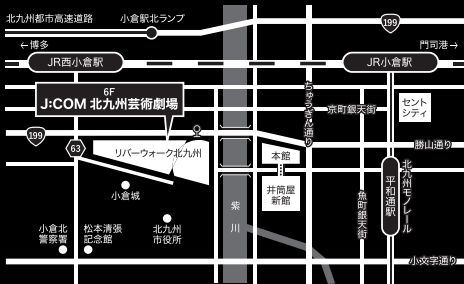 北九州都市高速道路
小倉駅北ランプ
199
←博多
門司港→
JR西小倉駅
JR小倉駅
6F
J:COM 北九州芸術劇場
ちゅうぎん通り
京町銀天街
セント
シティ
199
63
リバーウォーク北九州
勝山通り
本館
井筒屋
新館
小倉城
紫川
魚町銀天街
平和通駅
北九州モノレール
小倉北
警察署
松本清張
記念館
北九州
市役所
小文字通り